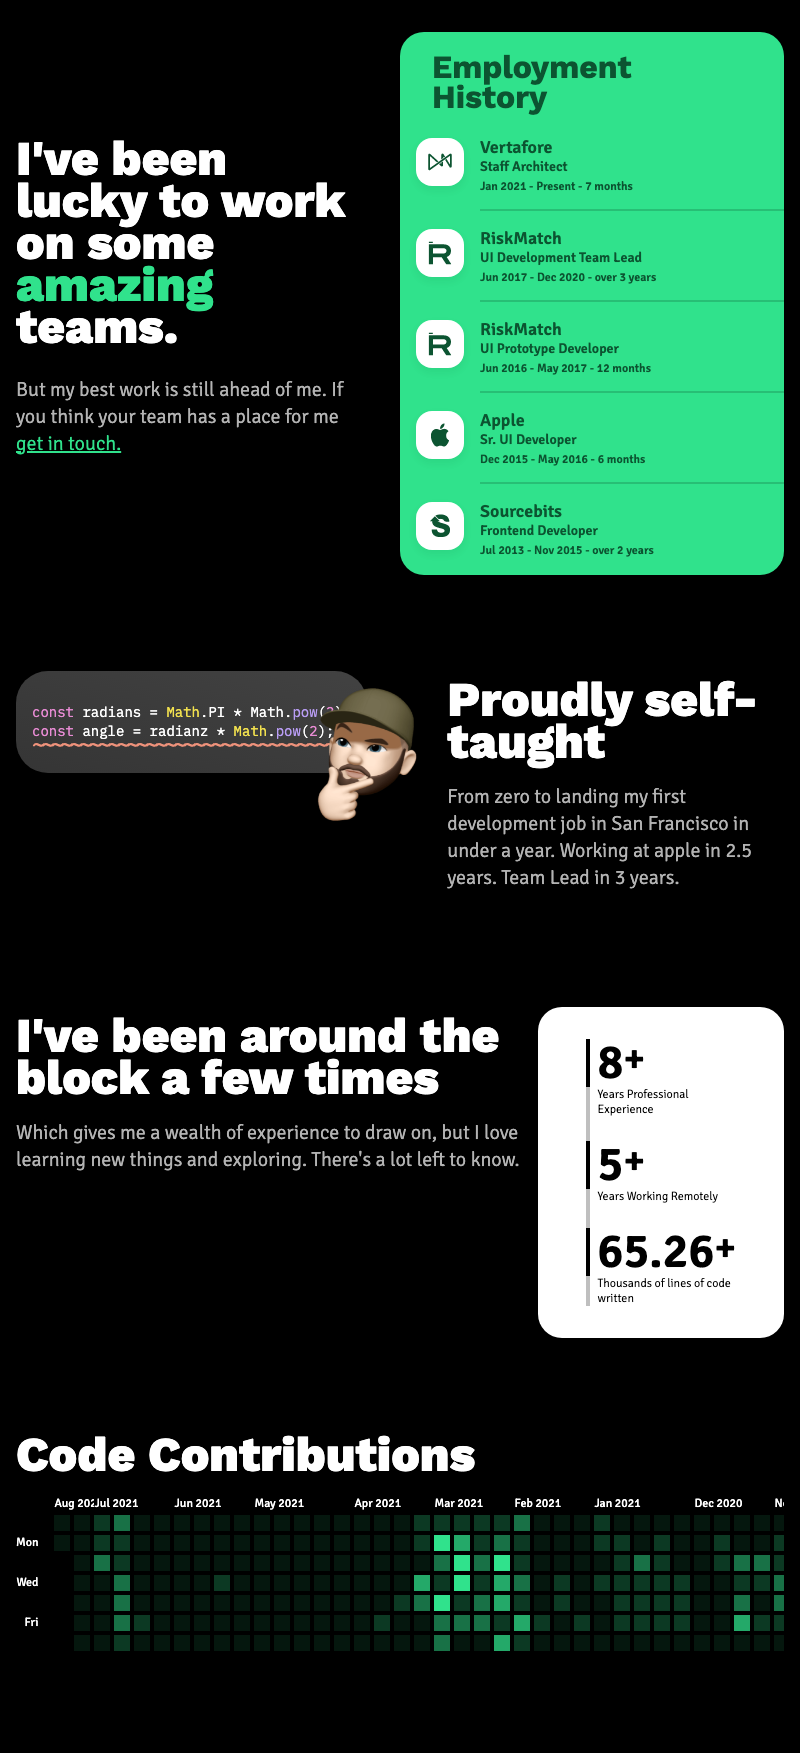 I've been
lucky to work
on some
amazing
teams.
But my best work is still ahead of me. If
you think your team has a place for me
get in touch.
Employment
History
Vertafore
Staff Architect
Jan 2021 - Present - 7 months
RiskMatch
UI Development Team Lead
Jun 2017 - Dec 2020 - over 3 years
RiskMatch
UI Prototype Developer
Jun 2016 - May 2017 - 12 months
Apple
Sr. UI Developer
Dec 2015 - May 2016 - 6 months
Sourcebits
Frontend Developer
Jul 2013 - Nov 2015 - over 2 years
const radians = Math.PI * Math.pow(2)
const angle = radianz * Math.pow(2);
Proudly self-
taught
From zero to landing my first
development job in San Francisco in
under a year. Working at apple in 2.5
years. Team Lead in 3 years.
I've been around the
block a few times
Which gives me a wealth of experience to draw on, but I love
learning new things and exploring. There's a lot left to know.
8+
Years Professional
Experience
5+
Years Working Remotely
65.26+
Thousands of lines of code
written
Code Contributions
Aug 202 Jul 2021 Jun 2021 May 2021 Apr 2021 Mar 2021 Feb 2021 Jan 2021 Dec 2020
Mon
Wed
Fri